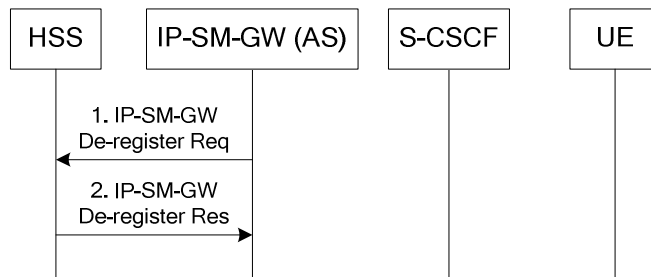 HSS
IP-SM-GW (AS)
S-CSCF
UE
1. IP-SM-GW
De-register Req
2. IP-SM-GW
De-register Res